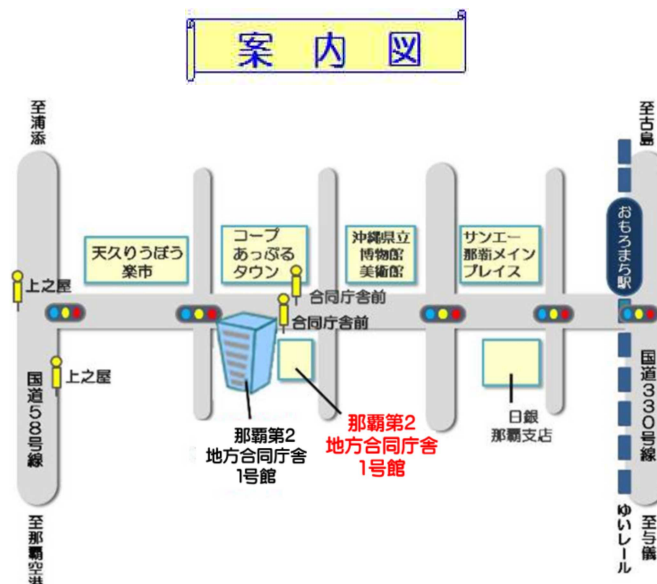 案内図
至浦添
至古島
天久りうぼう
楽市
コープ
あっぷる
タウン
沖縄県立
博物館
美術館
サンエー
那覇メイン
プレイス
おもろまち駅
上之屋
合同庁舎前
合同庁舎前
上之屋
国道58号線
国道330号線
那覇第2
地方合同庁舎
1号館
那覇第2
地方合同庁舎
1号館
日銀
那覇支店
至那覇空港
ゆいレール
至与儀